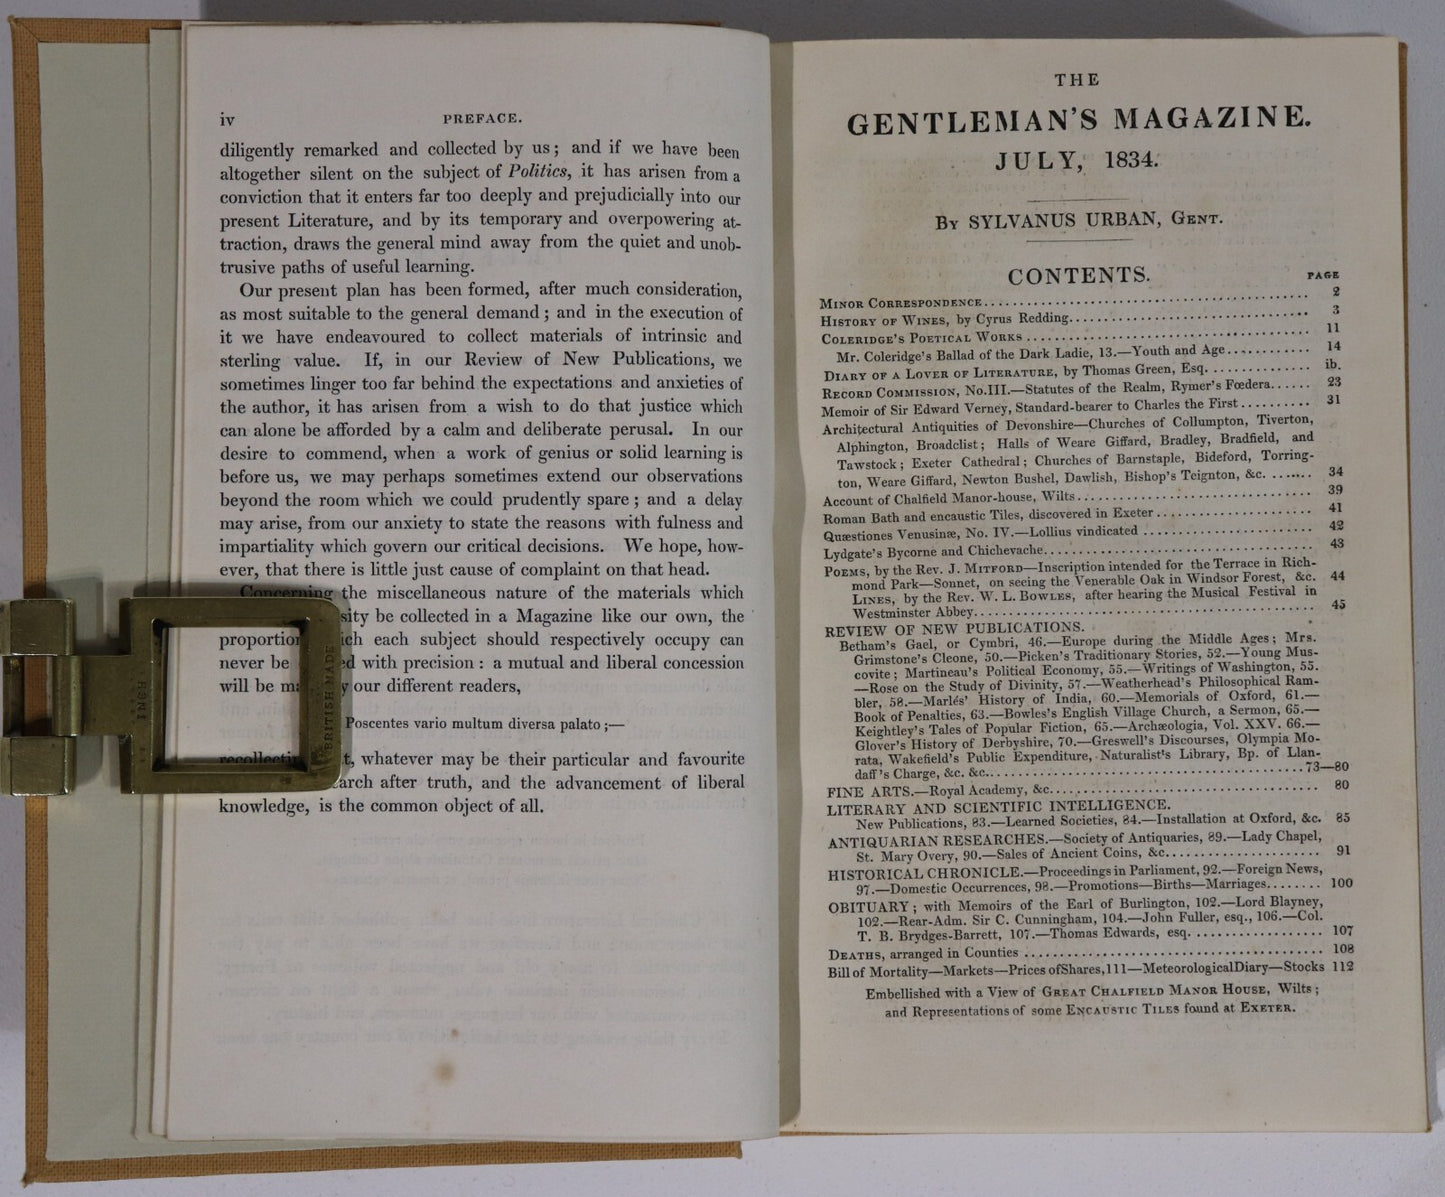 iv PREFACE.
diligently remarked and collected by us; and if we have been
altogether silent on the subject of Politics, it has arisen from a
conviction that it enters far too deeply and prejudicially into our
present Literature, and by its temporary and overpowering at-
traction, draws the general mind away from the quiet and unob-
trusive paths of useful learning.
Our present plan has been formed, after much consideration,
as most suitable to the general demand; and in the execution of
it we have endeavoured to collect materials of intrinsic and
sterling value. If, in our Review of New Publications, we
sometimes linger too far behind the expectations and anxieties of
the author, it has arisen from a wish to do that justice which
can alone be afforded by a calm and deliberate perusal. In our
desire to commend, when a work of genius or solid learning is
before us, we may perhaps sometimes extend our observations
beyond the room which we could prudently spare; and a delay
may arise, from our anxiety to state the reasons with fulness and
impartiality which govern our critical decisions. We hope, how-
ever, that there is little just cause of complaint on that head.
Concerning the miscellaneous nature of the materials which
be collected in a Magazine like our own, the
each subject should respectively occupy can
never be with precision: a mutual and liberal concession
will be our different readers,
Poscentes vario multum diversa palato;—
whatever may be their particular and favourite
after truth, and the advancement of liberal
knowledge, is the common object of all.
INCH
BRITISH MADE
THE
GENTLEMAN'S MAGAZINE.
JULY, 1834.
By SYLVANUS URBAN, Gent.
CONTENTS.
PAGE
Minor Correspondence 2
History of Wines, by Cyrus Redding 3
Coleridge's Poetical Works 11
Mr. Coleridge's Ballad of the Dark Ladie, 13.—Youth and Age 14
Diary of a Lover of Literature, by Thomas Green, Esq. ib.
Record Commission, No. III.—Statutes of the Realm, Rymer's Fœdera 23
Memoir of Sir Edward Verney, Standard-bearer to Charles the First 31
Architectural Antiquities of Devonshire—Churches of Collumpton, Tiverton,
Alphington, Broadclist; Halls of Weare Giffard, Bradley, Bradfield, and
Tawstock; Exeter Cathedral; Churches of Barnstaple, Bideford, Torring-
ton, Weare Giffard, Newton Bushel, Dawlish, Bishop's Teignton, &c. 34
Account of Chalfield Manor-house, Wilts 39
Roman Bath and encaustic Tiles, discovered in Exeter 41
Quæstiones Venusinæ, No. IV.—Lollius vindicated 42
Lydgate's Bycorne and Chichevache 43
Poems, by the Rev. J. Mitford—Inscription intended for the Terrace in Rich-
mond Park—Sonnet, on seeing the Venerable Oak in Windsor Forest, &c. 44
Lines, by the Rev. W. L. Bowles, after hearing the Musical Festival in
Westminster Abbey 45
REVIEW OF NEW PUBLICATIONS.
Betham's Gael, or Cymbri, 46.—Europe during the Middle Ages; Mrs.
Grimstone's Cleone, 50.—Picken's Traditionary Stories, 52.—Young Mus-
covite; Martineau's Political Economy, 55.—Writings of Washington, 55.
—Rose on the Study of Divinity, 57.—Weatherhead's Philosophical Ram-
bler, 58.—Marlés' History of India, 60.—Memorials of Oxford, 61.—
Book of Penalties, 63.—Bowles's English Village Church, a Sermon, 65.—
Keightley's Tales of Popular Fiction, 65.—Archæologia, Vol. XXV. 66.—
Glover's History of Derbyshire, 70.—Greswell's Discourses, Olympia Mo-
rata, Wakefield's Public Expenditure, Naturalist's Library, Bp. of Llan-
daff's Charge, &c. &c. 73—80
FINE ARTS.—Royal Academy, &c. 80
LITERARY AND SCIENTIFIC INTELLIGENCE.
New Publications, 83.—Learned Societies, 84.—Installation at Oxford, &c. 85
ANTIQUARIAN RESEARCHES.—Society of Antiquaries, 89.—Lady Chapel,
St. Mary Overy, 90.—Sales of Ancient Coins, &c. 91
HISTORICAL CHRONICLE.—Proceedings in Parliament, 92.—Foreign News,
97.—Domestic Occurrences, 98.—Promotions—Births—Marriages 100
OBITUARY; with Memoirs of the Earl of Burlington, 102.—Lord Blayney,
102.—Rear-Adm. Sir C. Cunningham, 104.—John Fuller, esq., 106.—Col.
T. B. Brydges-Barrett, 107.—Thomas Edwards, esq. 107
Deaths, arranged in Counties 108
Bill of Mortality—Markets—Prices of Shares, 111—Meteorological Diary—Stocks 112
Embellished with a View of Great Chalfield Manor House, Wilts;
and Representations of some Encaustic Tiles found at Exeter.